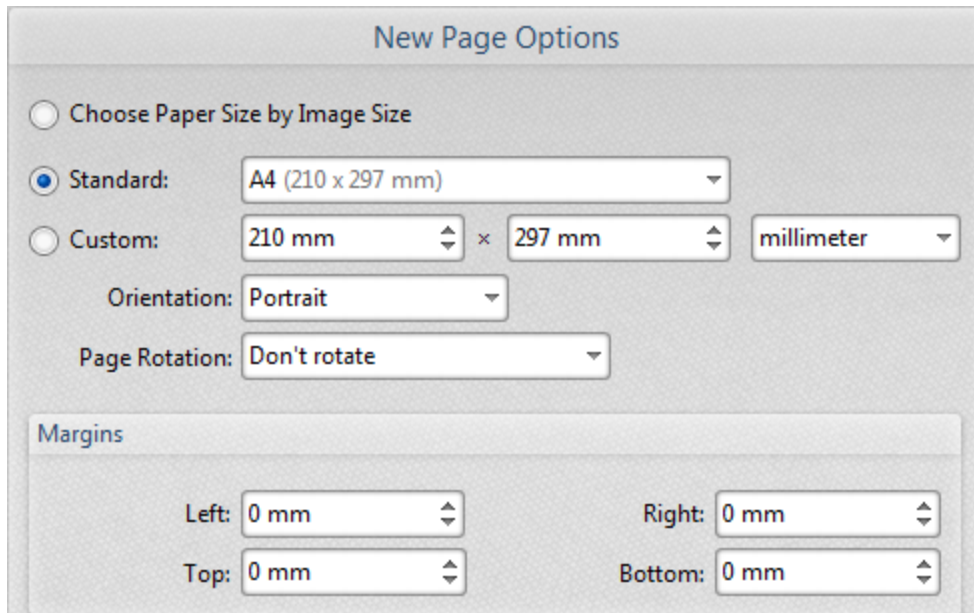 New Page Options
Choose Paper Size by Image Size
Standard: A4 (210 x 297 mm)
Custom: 210 mm × 297 mm millimeter
Orientation: Portrait
Page Rotation: Don't rotate
Margins
Left: 0 mm Right: 0 mm
Top: 0 mm Bottom: 0 mm